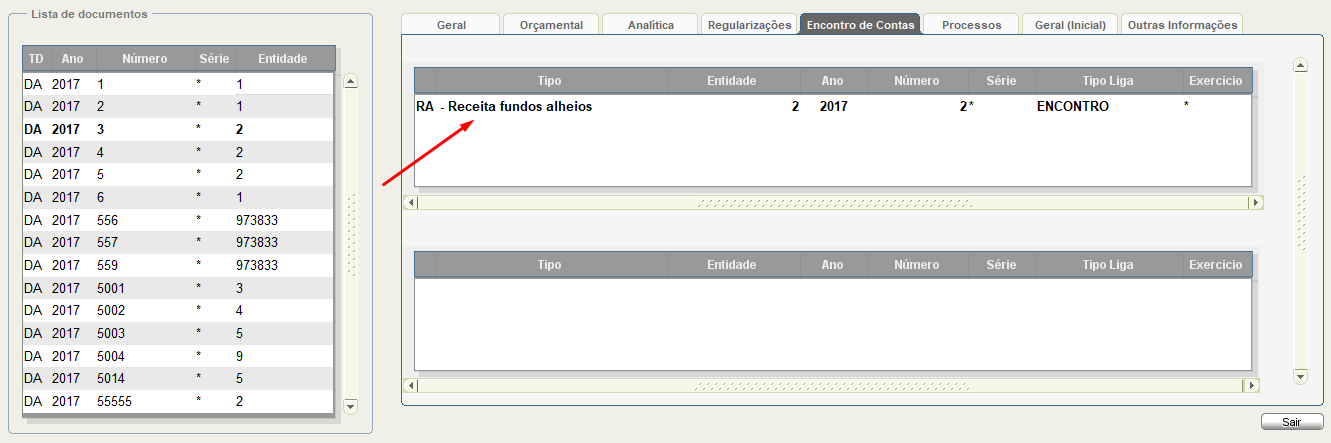 Lista de documentos
TD Ano Número Série Entidade
DA 2017 1 * 1
DA 2017 2 * 1
DA 2017 3 * 2
DA 2017 4 * 2
DA 2017 5 * 2
DA 2017 6 * 1
DA 2017 556 * 973833
DA 2017 557 * 973833
DA 2017 559 * 973833
DA 2017 5001 * 3
DA 2017 5002 * 4
DA 2017 5003 * 5
DA 2017 5004 * 9
DA 2017 5014 * 5
DA 2017 55555 * 2
Geral Orçamental Analítica Regularizações Encontro de Contas Processos Geral (Inicial) Outras Informações
Tipo Entidade Ano Número Série Tipo Liga Exercicio
RA - Receita fundos alheios 2 2017 2 * ENCONTRO *
Tipo Entidade Ano Número Série Tipo Liga Exercicio
Sair